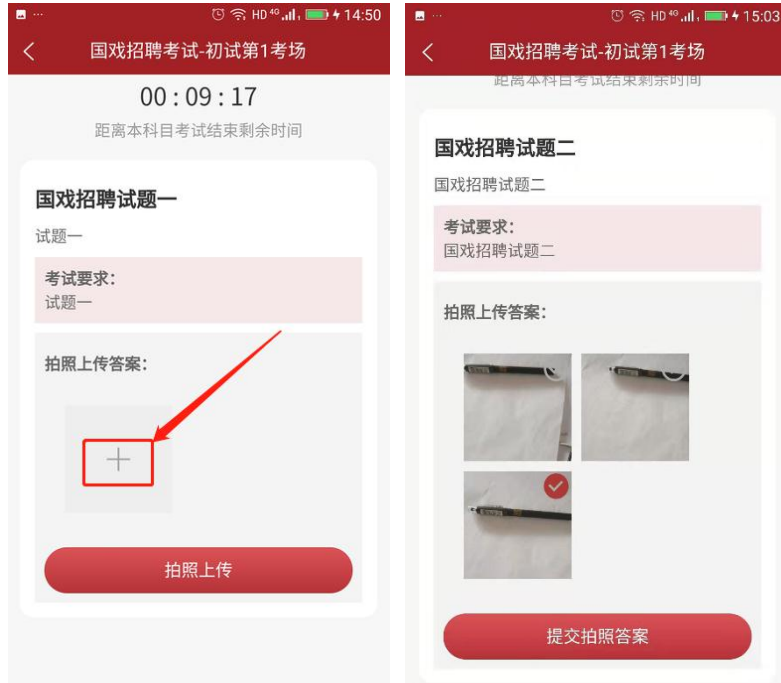 HD 4G 14:50
国戏招聘考试-初试第1考场
00 : 09 : 17
距离本科目考试结束剩余时间
国戏招聘试题一
试题一
考试要求：
试题一
拍照上传答案：
拍照上传
HD 4G 15:03
国戏招聘考试-初试第1考场
距离本科目考试结束剩余时间
国戏招聘试题二
国戏招聘试题二
考试要求：
国戏招聘试题二
拍照上传答案：
提交拍照答案